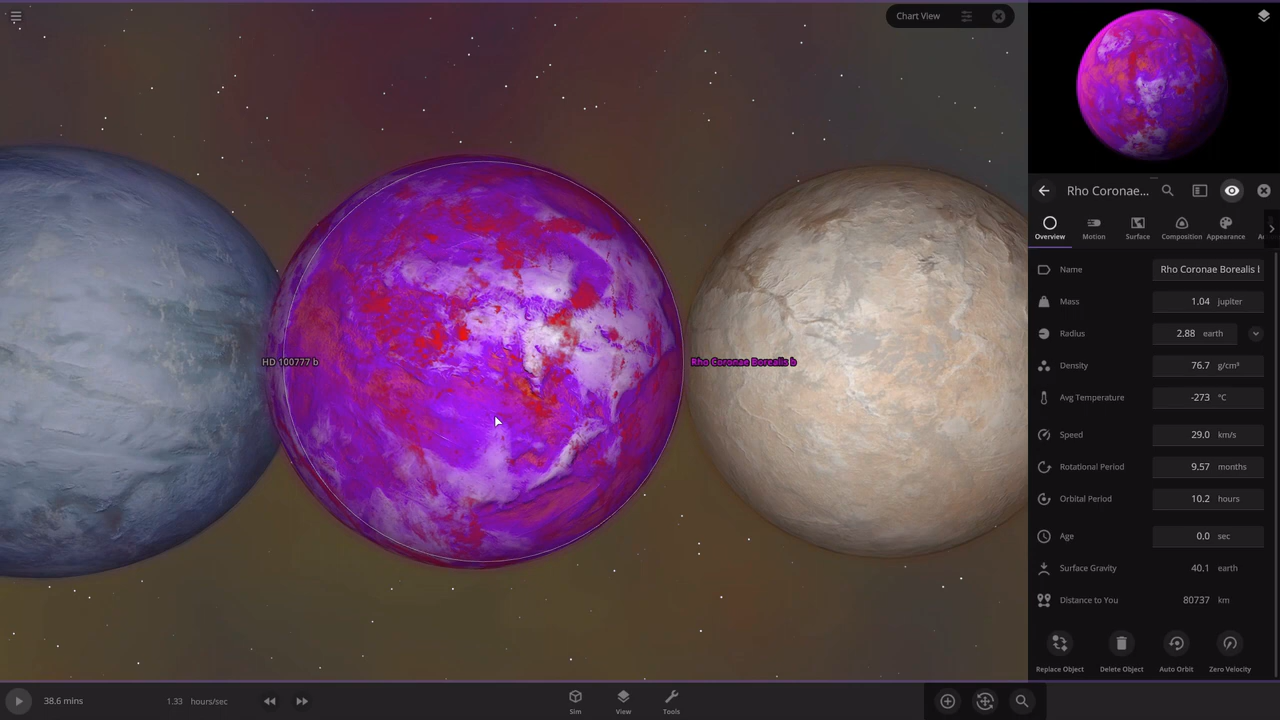 Chart View
HD 100777 b
Rho Coronae Borealis b
Rho Coronae...
Overview
Motion
Surface
Composition
Appearance
Name Rho Coronae Borealis
Mass 1.04 jupiter
Radius 2.88 earth
Density 76.7 g/cm³
Avg Temperature -273 °C
Speed 29.0 km/s
Rotational Period 9.57 months
Orbital Period 10.2 hours
Age 0.0 sec
Surface Gravity 40.1 earth
Distance to You 80737 km
Replace Object
Delete Object
Auto Orbit
Zero Velocity
38.6 mins
1.33 hours/sec
Sim
View
Tools